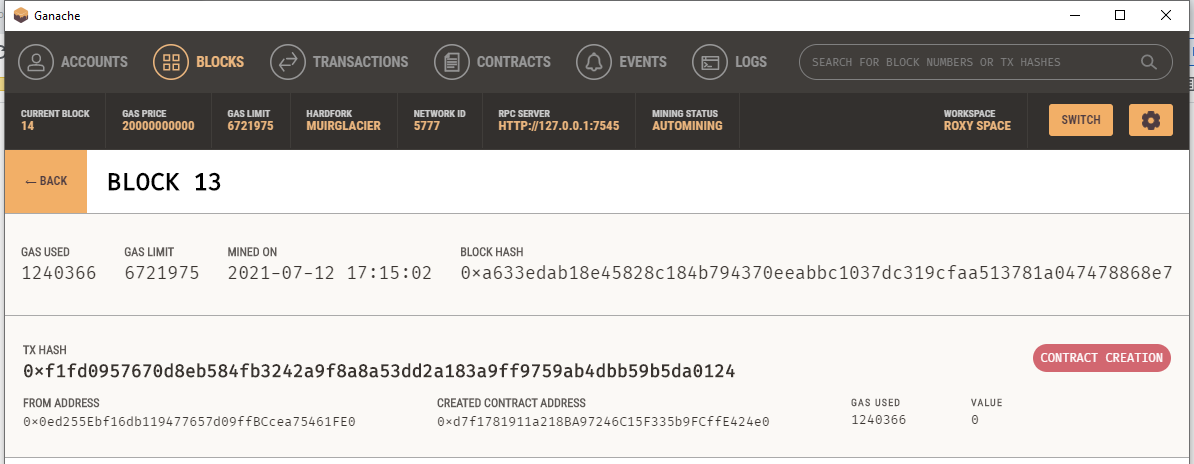 Ganache
ACCOUNTS BLOCKS TRANSACTIONS CONTRACTS EVENTS LOGS SEARCH FOR BLOCK NUMBERS OR TX HASHES
CURRENT BLOCK GAS PRICE GAS LIMIT HARDFORK NETWORK ID RPC SERVER MINING STATUS WORKSPACE
14 20000000000 6721975 MUIRGLACIER 5777 HTTP://127.0.0.1:7545 AUTOMINING ROXY SPACE SWITCH
← BACK BLOCK 13
GAS USED GAS LIMIT MINED ON BLOCK HASH
1240366 6721975 2021-07-12 17:15:02 0×a633edab18e45828c184b794370eeabbc1037dc319cfaa513781a047478868e7
TX HASH
0×f1fd0957670d8eb584fb3242a9f8a8a53dd2a183a9ff9759ab4dbb59b5da0124 CONTRACT CREATION
FROM ADDRESS CREATED CONTRACT ADDRESS GAS USED VALUE
0×0ed255Ebf16db119477657d09ffBCcea75461FE0 0×d7f1781911a218BA97246C15F335b9FCffE424e0 1240366 0